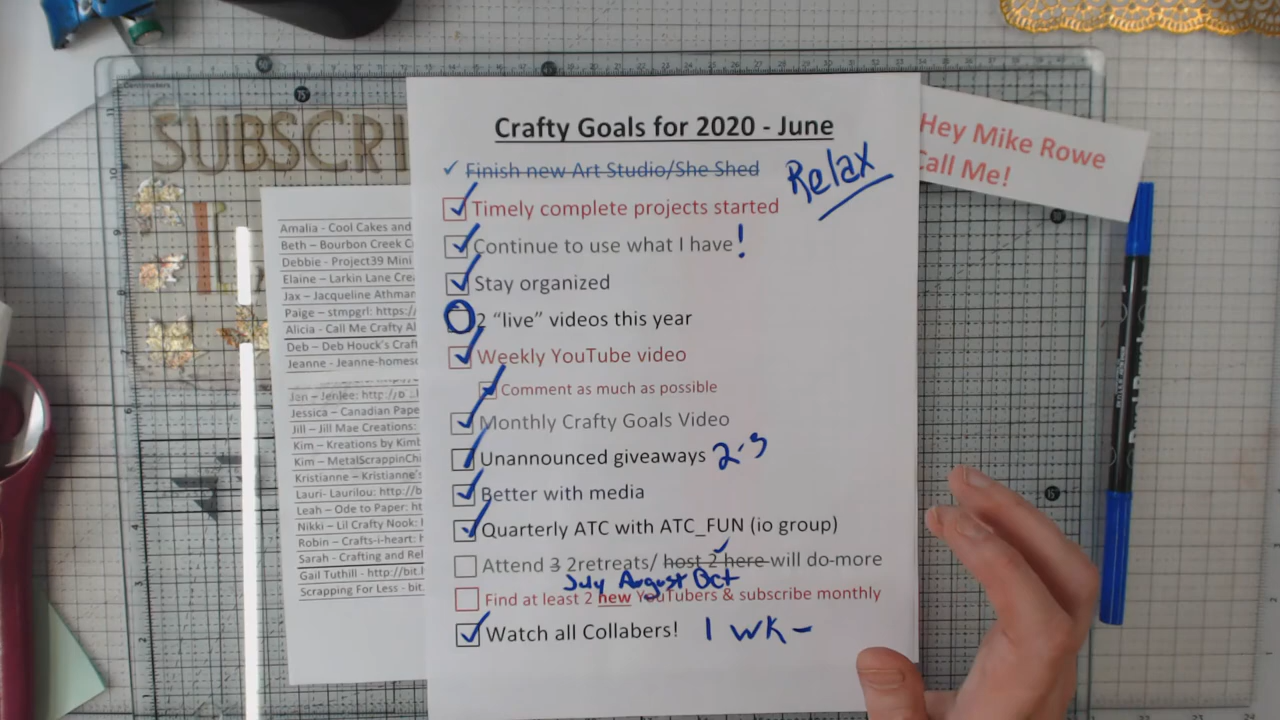 SUBSCRI
Crafty Goals for 2020 - June
✓ Finish new Art Studio/She Shed
Relax
Timely complete projects started
Continue to use what I have!
Stay organized
2 “live” videos this year
Weekly YouTube video
Comment as much as possible
Monthly Crafty Goals Video
Unannounced giveaways 2-3
Better with media
Quarterly ATC with ATC_FUN (io group)
Attend 3 2retreats/ host 2 here will do-more
July August Oct
Find at least 2 new YouTubers & subscribe monthly
Watch all Collabers! 1 WK -
Hey Mike Rowe
Call Me!
Amalia - Cool Cakes and
Beth – Bourbon Creek C
Debbie - Project39 Mini
Elaine – Larkin Lane Cre
Jax – Jacqueline Athman
Paige – stmpgrl: https:/
Alicia - Call Me Crafty Al
Deb – Deb Houck's Craft
Jeanne - Jeanne-homes
Jen – Jenlee: http://
Jessica – Canadian Pape
Jill – Jill Mae Creations:
Kim – Kreations by Kim
Kim – MetalScrappinChi
Kristianne – Kristianne's
Lauri- Laurilou: http://b
Leah – Ode to Paper: ht
Nikki – Lil Crafty Nook:
Robin – Crafts-i-heart:
Sarah - Crafting and Rel
Gail Tuthill - http://bit.
Scrapping For Less - bit.